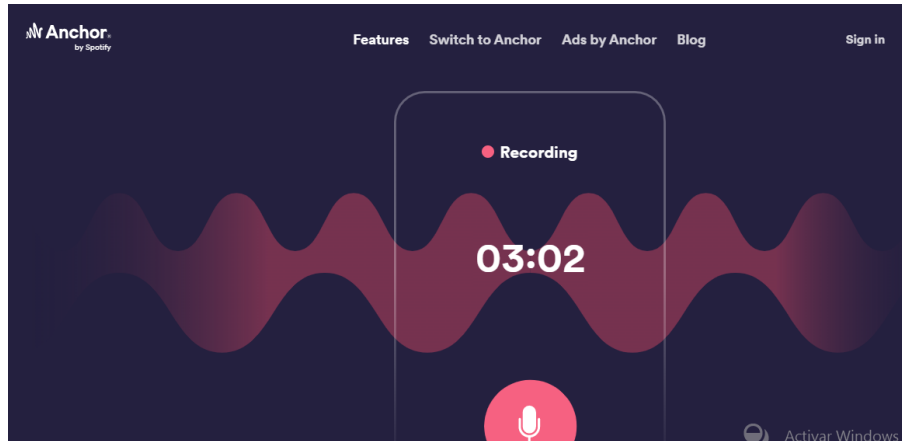 Anchor.
by Spotify
Features Switch to Anchor Ads by Anchor Blog Sign in
Recording
03:02
Activar Windows